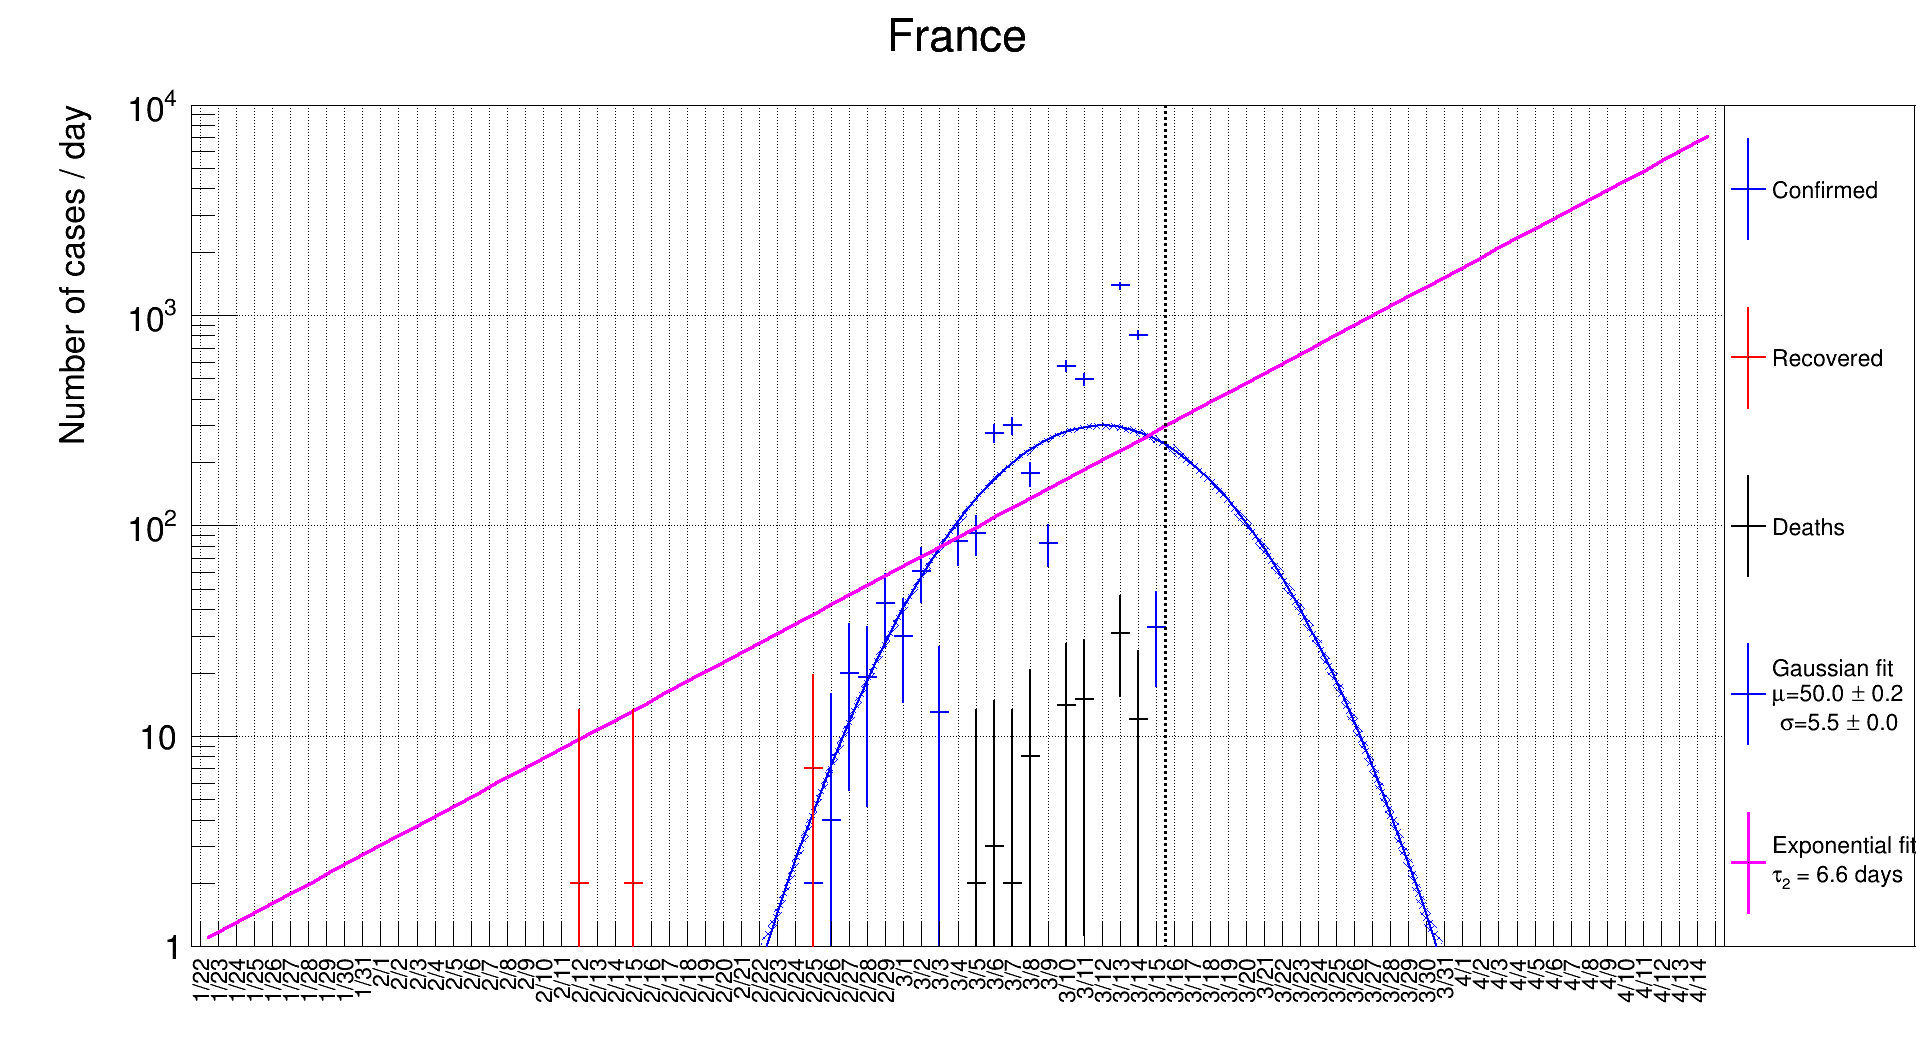 France
Number of cases / day
10^4
10^3
10^2
10
1
1/22 1/23 1/24 1/25 1/26 1/27 1/28 1/29 1/30 1/31 2/1 2/2 2/3 2/4 2/5 2/6 2/7 2/8 2/9 2/10 2/11 2/12 2/13 2/14 2/15 2/16 2/17 2/18 2/19 2/20 2/21 2/22 2/23 2/24 2/25 2/26 2/27 2/28 2/29 3/1 3/2 3/3 3/4 3/5 3/6 3/7 3/8 3/9 3/10 3/11 3/12 3/13 3/14 3/15 3/16 3/17 3/18 3/19 3/20 3/21 3/22 3/23 3/24 3/25 3/26 3/27 3/28 3/29 3/30 3/31 4/1 4/2 4/3 4/4 4/5 4/6 4/7 4/8 4/9 4/10 4/11 4/12 4/13 4/14
Confirmed
Recovered
Deaths
Gaussian fit
μ=50.0 ± 0.2
σ=5.5 ± 0.0
Exponential fit
τ₂ = 6.6 days